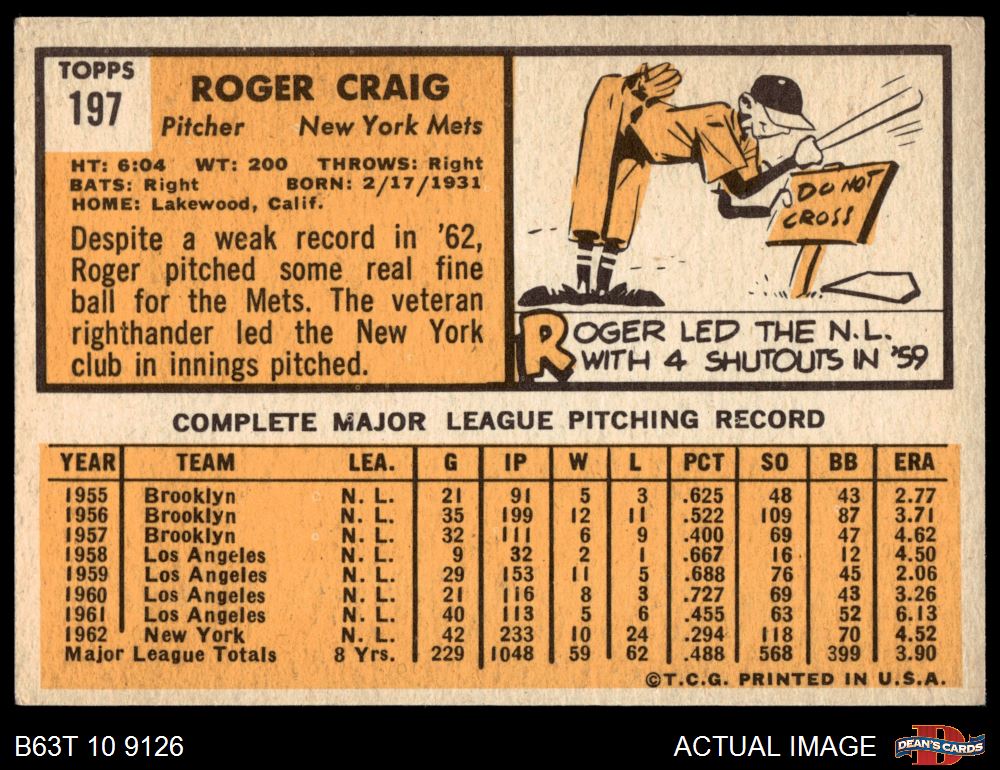 TOPPS
197
ROGER CRAIG
Pitcher New York Mets
HT: 6:04 WT: 200 THROWS: Right
BATS: Right BORN: 2/17/1931
HOME: Lakewood, Calif.
Despite a weak record in '62,
Roger pitched some real fine
ball for the Mets. The veteran
righthander led the New York
club in innings pitched.
DO NOT
CROSS
ROGER LED THE N.L.
WITH 4 SHUTOUTS IN '59
COMPLETE MAJOR LEAGUE PITCHING RECORD
YEAR TEAM LEA. G IP W L PCT SO BB ERA
1955 Brooklyn N. L. 21 91 5 3 .625 48 43 2.77
1956 Brooklyn N. L. 35 199 12 11 .522 109 87 3.71
1957 Brooklyn N. L. 32 111 6 9 .400 69 47 4.62
1958 Los Angeles N. L. 9 32 2 1 .667 16 12 4.50
1959 Los Angeles N. L. 29 153 11 5 .688 76 45 2.06
1960 Los Angeles N. L. 21 116 8 3 .727 69 43 3.26
1961 Los Angeles N. L. 40 113 5 6 .455 63 52 6.13
1962 New York N. L. 42 233 10 24 .294 118 70 4.52
Major League Totals 8 Yrs. 229 1048 59 62 .488 568 399 3.90
©T.C.G. PRINTED IN U.S.A.
B63T 10 9126 ACTUAL IMAGE DEAN'S CARDS